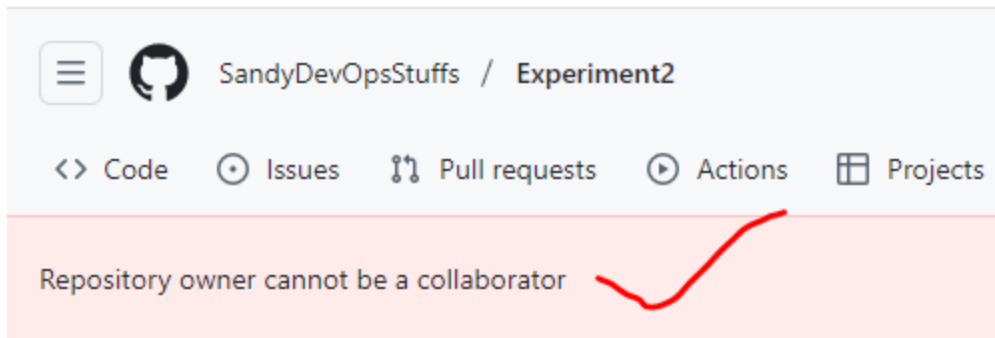 SandyDevOpsStuffs / Experiment2
Code Issues Pull requests Actions Projects
Repository owner cannot be a collaborator